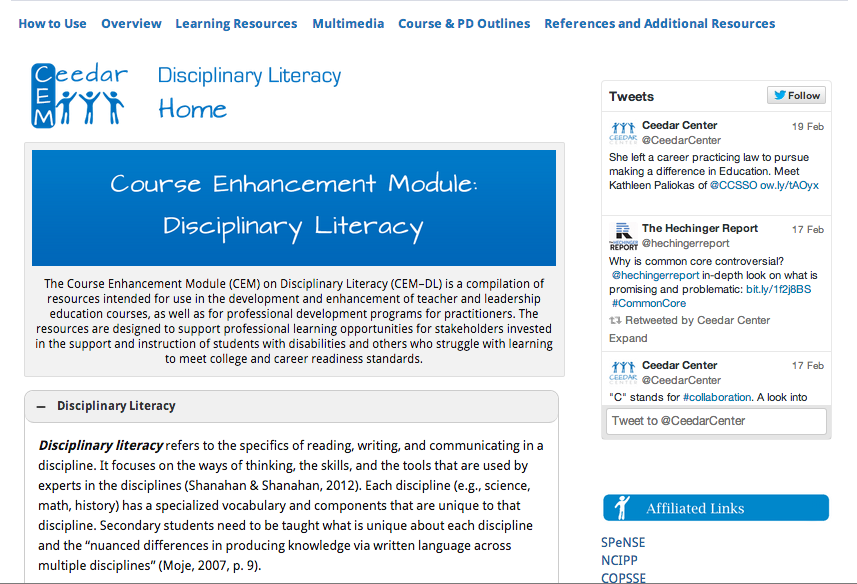 How to Use Overview Learning Resources Multimedia Course & PD Outlines References and Additional Resources
Ceedar
CEM
Disciplinary Literacy
Home
Course Enhancement Module:
Disciplinary Literacy
The Course Enhancement Module (CEM) on Disciplinary Literacy (CEM–DL) is a compilation of
resources intended for use in the development and enhancement of teacher and leadership
education courses, as well as for professional development programs for practitioners. The
resources are designed to support professional learning opportunities for stakeholders invested
in the support and instruction of students with disabilities and others who struggle with learning
to meet college and career readiness standards.
– Disciplinary Literacy
Disciplinary literacy refers to the specifics of reading, writing, and communicating in a
discipline. It focuses on the ways of thinking, the skills, and the tools that are used by
experts in the disciplines (Shanahan & Shanahan, 2012). Each discipline (e.g., science,
math, history) has a specialized vocabulary and components that are unique to that
discipline. Secondary students need to be taught what is unique about each discipline
and the “nuanced differences in producing knowledge via written language across
multiple disciplines” (Moje, 2007, p. 9).
Tweets Follow
Ceedar Center 19 Feb
@CeedarCenter
She left a career practicing law to pursue
making a difference in Education. Meet
Kathleen Paliokas of @CCSSO ow.ly/tAOyx
The Hechinger Report 17 Feb
@hechingerreport
Why is common core controversial?
@hechingerreport in-depth look on what is
promising and problematic: bit.ly/1f2j8BS
#CommonCore
Retweeted by Ceedar Center
Expand
Ceedar Center 17 Feb
@CeedarCenter
"C" stands for #collaboration. A look into
Tweet to @CeedarCenter
Affiliated Links
SPeNSE
NCIPP
COPSSE